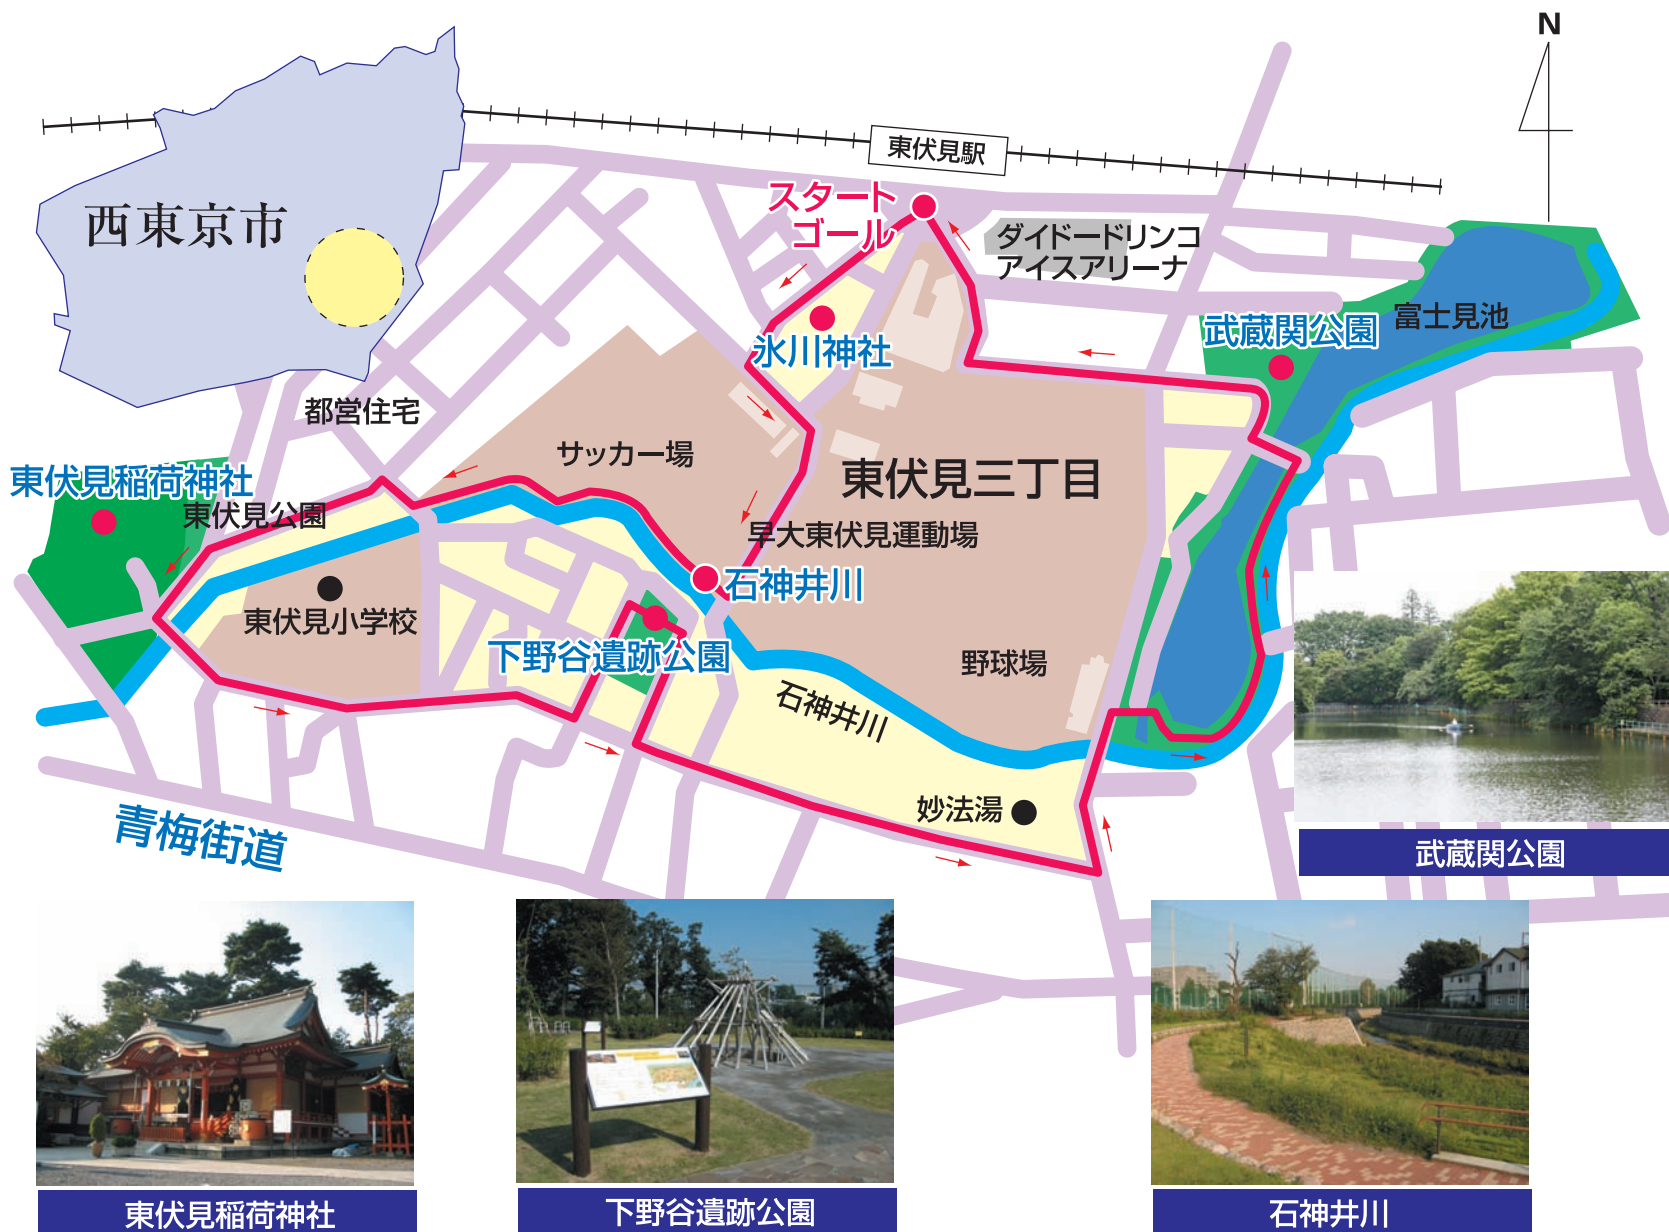 N
東伏見駅
スタート
ゴール
ダイドードリンコ
アイスアリーナ
西東京市
富士見池
武蔵関公園
氷川神社
都営住宅
サッカー場
東伏見三丁目
東伏見稲荷神社
東伏見公園
早大東伏見運動場
石神井川
東伏見小学校
下野谷遺跡公園
野球場
石神井川
妙法湯
青梅街道
武蔵関公園
東伏見稲荷神社
下野谷遺跡公園
石神井川